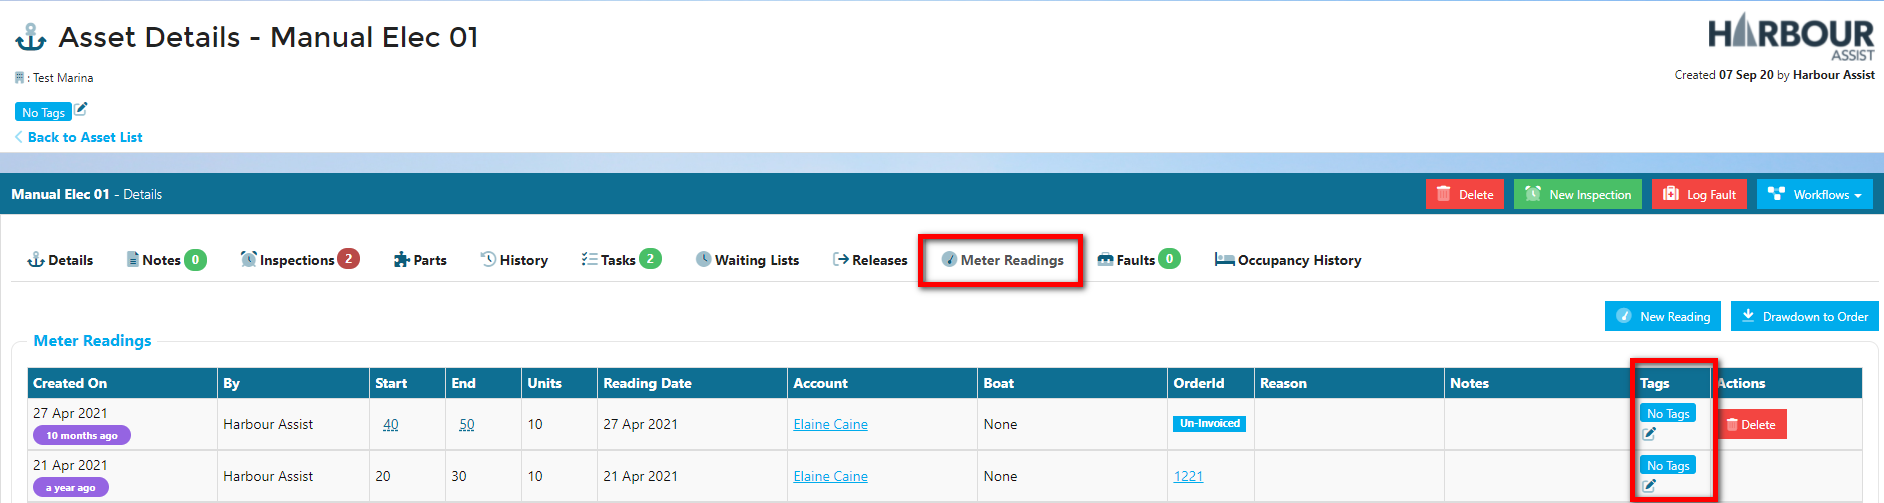 Asset Details - Manual Elec 01
HARBOUR
ASSIST
: Test Marina
Created 07 Sep 20 by Harbour Assist
No Tags
Back to Asset List
Manual Elec 01 - Details
Delete
New Inspection
Log Fault
Workflows
Details
Notes 0
Inspections 2
Parts
History
Tasks 2
Waiting Lists
Releases
Meter Readings
Faults 0
Occupancy History
New Reading
Drawdown to Order
Meter Readings
Created On By Start End Units Reading Date Account Boat OrderId Reason Notes Tags Actions
27 Apr 2021 Harbour Assist 40 50 10 27 Apr 2021 Elaine Caine None Un-Invoiced No Tags Delete
10 months ago
21 Apr 2021 Harbour Assist 20 30 10 21 Apr 2021 Elaine Caine None 1221 No Tags
a year ago